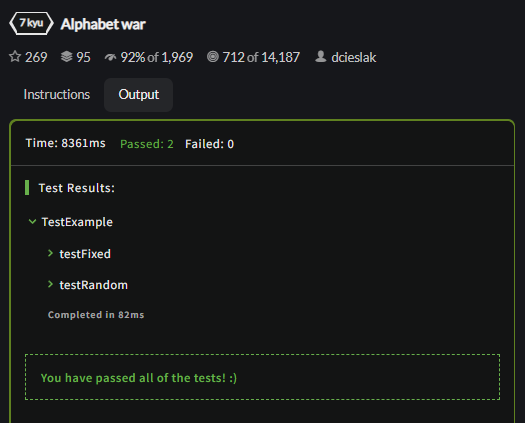 7 kyu Alphabet war
269 95 92% of 1,969 712 of 14,187 dcieslak
Instructions Output
Time: 8361ms Passed: 2 Failed: 0
Test Results:
TestExample
testFixed
testRandom
Completed in 82ms
You have passed all of the tests! :)